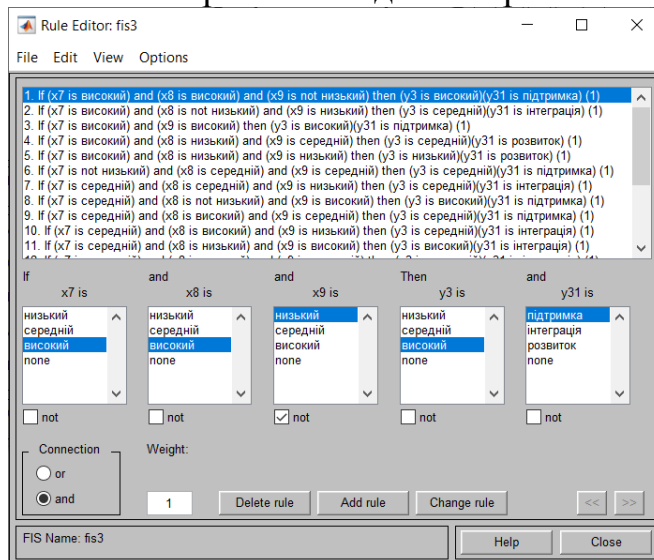 Rule Editor: fis3
File Edit View Options
1. If (x7 is високий) and (x8 is високий) and (x9 is not низький) then (y3 is високий)(y31 is підтримка) (1)
2. If (x7 is високий) and (x8 is not низький) and (x9 is низький) then (y3 is середній)(y31 is інтеграція) (1)
3. If (x7 is високий) and (x9 is високий) then (y3 is високий)(y31 is підтримка) (1)
4. If (x7 is високий) and (x8 is низький) and (x9 is середній) then (y3 is середній)(y31 is розвиток) (1)
5. If (x7 is високий) and (x8 is низький) and (x9 is низький) then (y3 is низький)(y31 is розвиток) (1)
6. If (x7 is not низький) and (x8 is середній) and (x9 is середній) then (y3 is середній)(y31 is підтримка) (1)
7. If (x7 is середній) and (x8 is середній) and (x9 is низький) then (y3 is середній)(y31 is інтеграція) (1)
8. If (x7 is середній) and (x8 is not низький) and (x9 is високий) then (y3 is високий)(y31 is підтримка) (1)
9. If (x7 is середній) and (x8 is високий) and (x9 is середній) then (y3 is середній)(y31 is підтримка) (1)
10. If (x7 is середній) and (x8 is високий) and (x9 is низький) then (y3 is середній)(y31 is інтеграція) (1)
11. If (x7 is середній) and (x8 is низький) and (x9 is високий) then (y3 is високий)(y31 is інтеграція) (1)
If and and Then and
x7 is x8 is x9 is y3 is y31 is
низький низький низький низький підтримка
середній середній середній середній інтеграція
високий високий високий високий розвиток
none none none none none
not not not not not
Connection Weight:
or
and 1 Delete rule Add rule Change rule << >>
FIS Name: fis3 Help Close